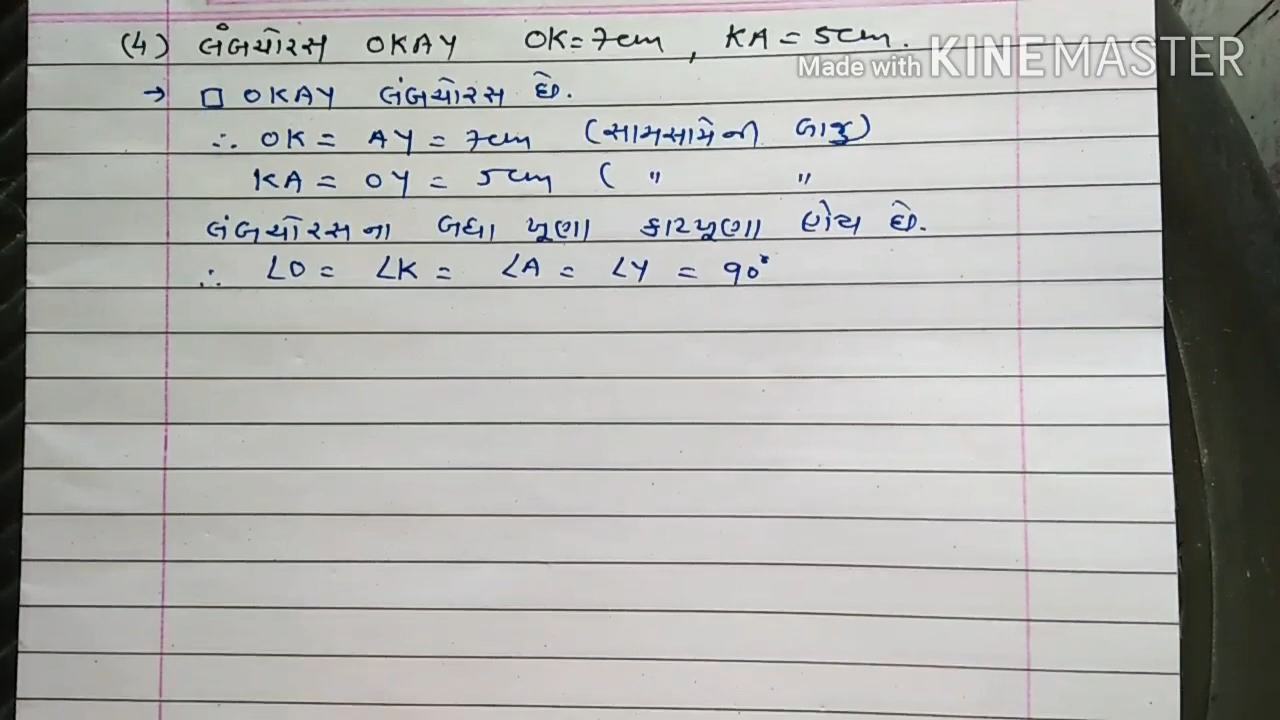 (4) લંબચોરસ OKAY OK = 7cm , KA = 5cm.
Made with KINEMASTER
→ □ OKAY લંબચોરસ છે.
∴ OK = AY = 7cm (સામસામેની બાજુ)
KA = OY = 5cm ( " "
લંબચોરસના બધા ખૂણા કાટખૂણા હોય છે.
∴ ∠O = ∠K = ∠A = ∠Y = 90°